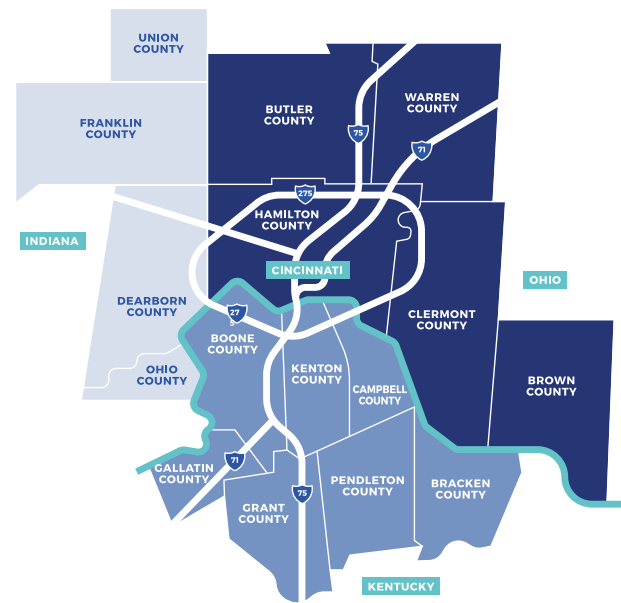 UNION
COUNTY
FRANKLIN
COUNTY
BUTLER
COUNTY
WARREN
COUNTY
75
71
275
HAMILTON
COUNTY
INDIANA
CINCINNATI
OHIO
DEARBORN
COUNTY
27
5
CLERMONT
COUNTY
BOONE
COUNTY
OHIO
COUNTY
KENTON
COUNTY
CAMPBELL
COUNTY
BROWN
COUNTY
71
GALLATIN
COUNTY
75
PENDLETON
COUNTY
BRACKEN
COUNTY
GRANT
COUNTY
KENTUCKY